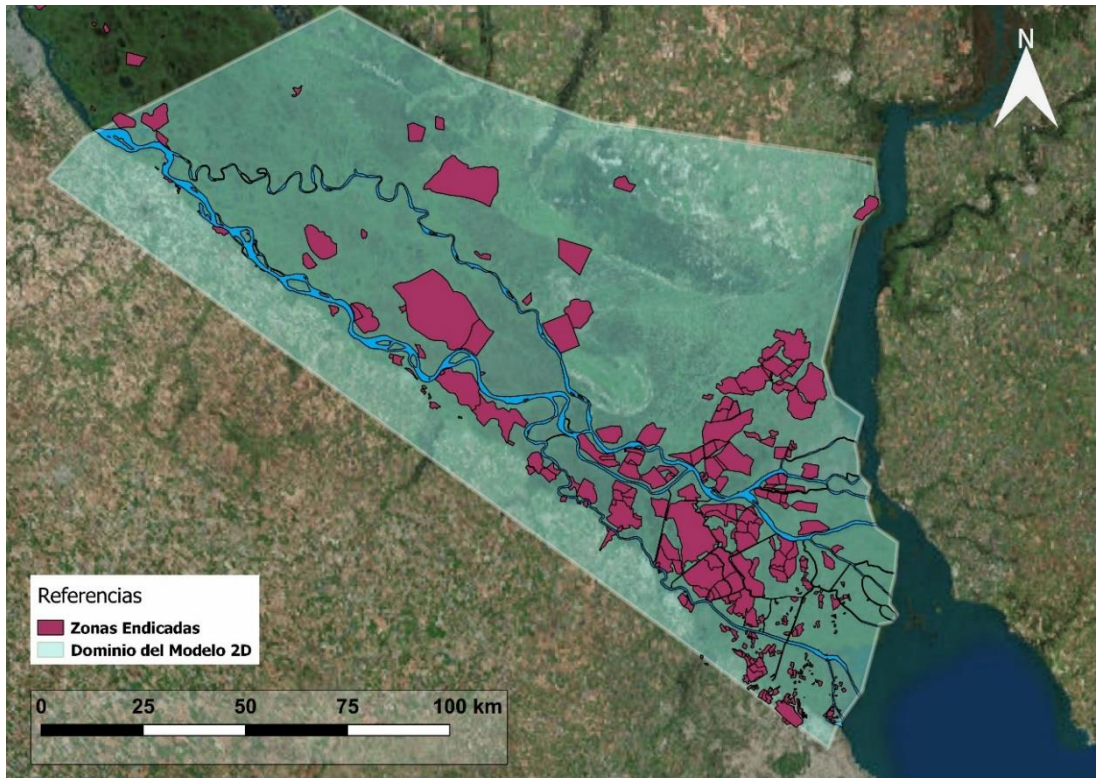 N
Referencias
Zonas Endicadas
Dominio del Modelo 2D
0 25 50 75 100 km